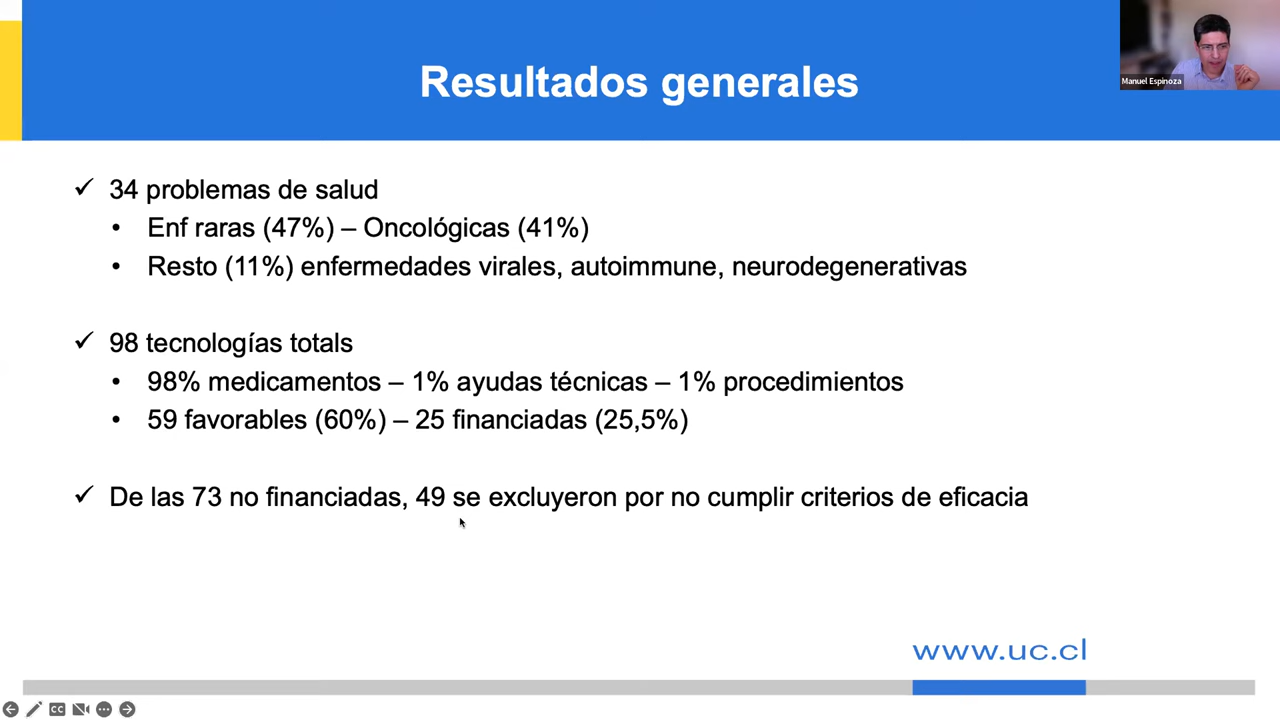 Resultados generales
Manuel Espinoza
✓ 34 problemas de salud
• Enf raras (47%) – Oncológicas (41%)
• Resto (11%) enfermedades virales, autoimmune, neurodegenerativas
✓ 98 tecnologías totals
• 98% medicamentos – 1% ayudas técnicas – 1% procedimientos
• 59 favorables (60%) – 25 financiadas (25,5%)
✓ De las 73 no financiadas, 49 se excluyeron por no cumplir criterios de eficacia
www.uc.cl
CC